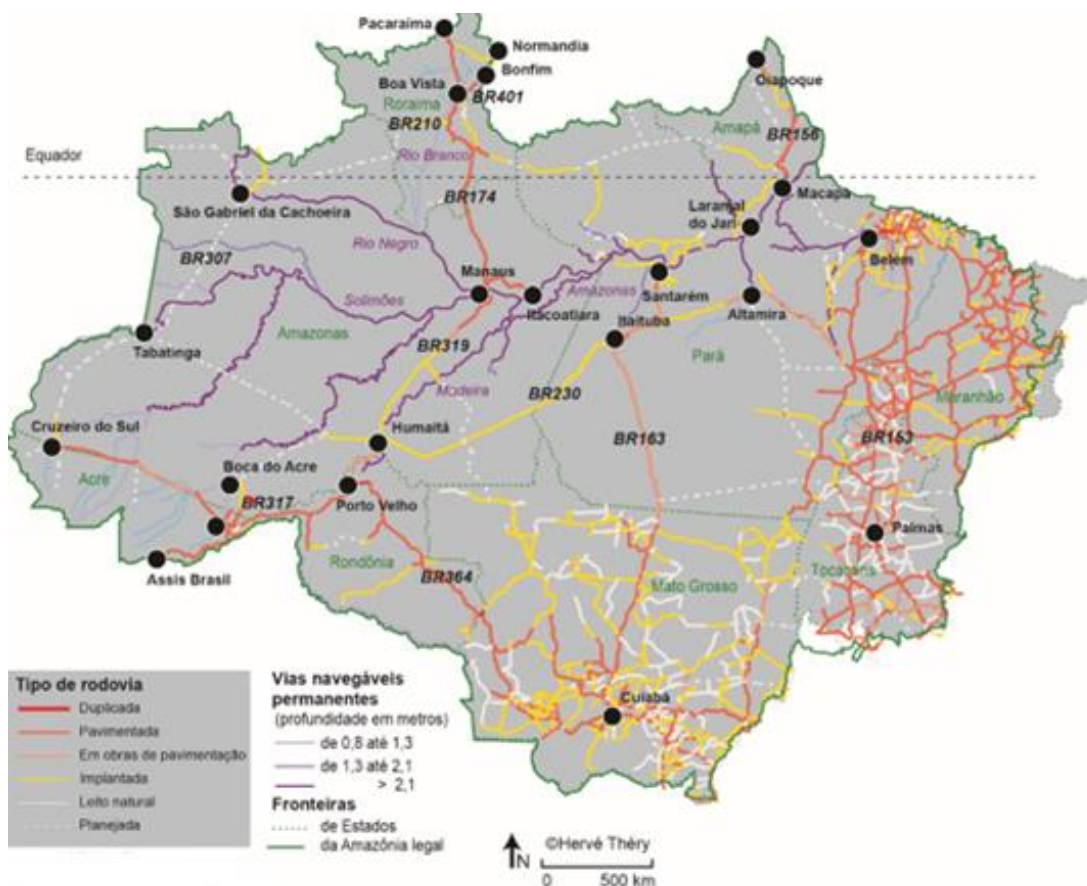 Pacaraima
Normandia
Bonfim
Boa Vista
BR401
Roraima
BR210
Oiapoque
Amapá
BR156
Equador
Rio Branco
BR174
Macapá
São Gabriel da Cachoeira
Laranjal
do Jari
Rio Negro
BR307
Belem
Manaus
Solimões
Amazonas
Itacoatiara
Santarém
Altamira
Amazonas
Itaituba
Tabatinga
BR319
Pará
Madeira
BR230
Maranhão
Cruzeiro do Sul
Humaitá
BR163
BR153
Boca do Acre
Acre
BR317
Porto Velho
Palmas
Assis Brasil
Rondônia
BR364
Mato Grosso
Tocantins
Cuiabá
Tipo de rodovia
Duplicada
Pavimentada
Em obras de pavimentação
Implantada
Leito natural
Planejada
Vias navegáveis
permanentes
(profundidade em metros)
de 0,8 até 1,3
de 1,3 até 2,1
> 2,1
Fronteiras
de Estados
da Amazônia legal
N
©Hervé Théry
0 500 km